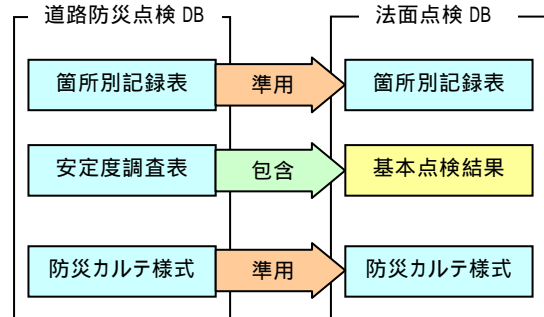 道路防災点検 DB
法面点検 DB
箇所別記録表
準用
箇所別記録表
安定度調査表
包含
基本点検結果
防災カルテ様式
準用
防災カルテ様式